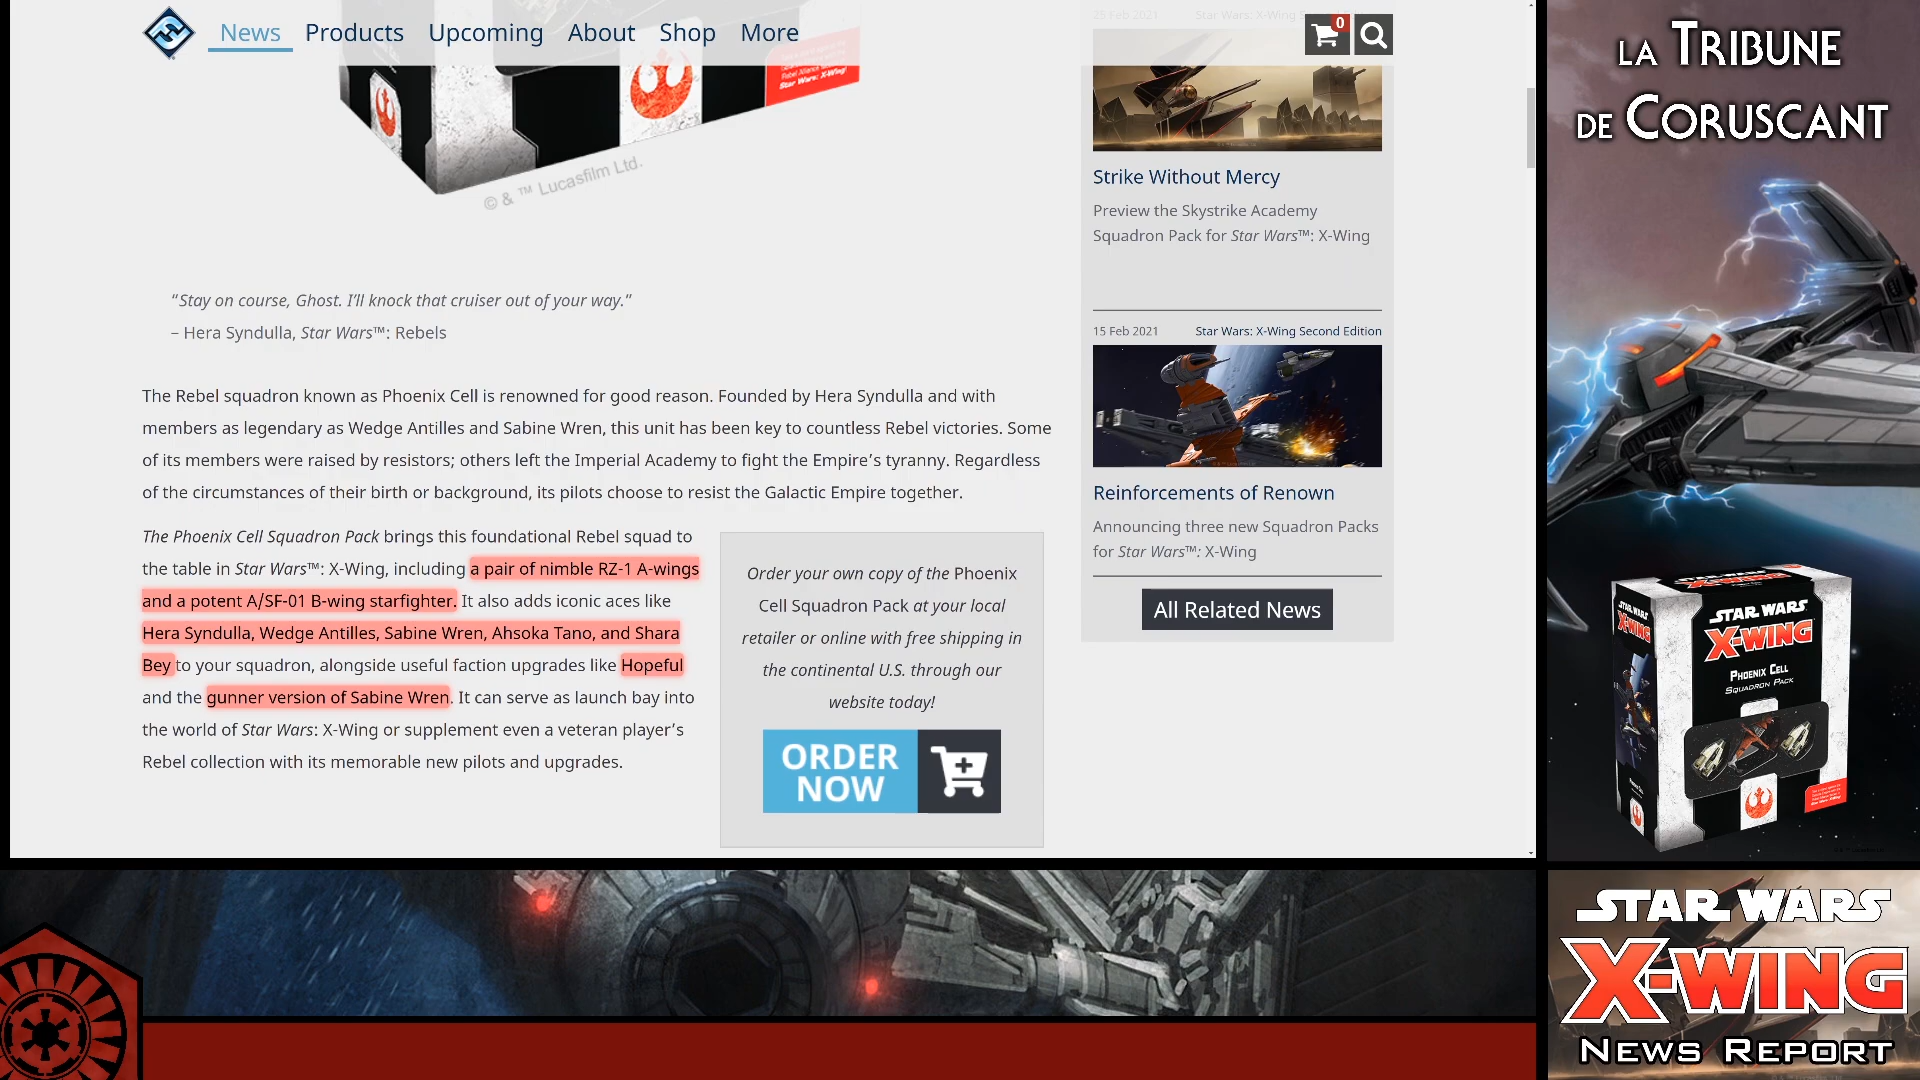 News Products Upcoming About Shop More
0
25 Feb 2021 Star Wars: X-Wing
Star Wars: X-Wing!
© & ™ Lucasfilm Ltd.
“Stay on course, Ghost. I’ll knock that cruiser out of your way.”
– Hera Syndulla, Star Wars™: Rebels
The Rebel squadron known as Phoenix Cell is renowned for good reason. Founded by Hera Syndulla and with
members as legendary as Wedge Antilles and Sabine Wren, this unit has been key to countless Rebel victories. Some
of its members were raised by resistors; others left the Imperial Academy to fight the Empire’s tyranny. Regardless
of the circumstances of their birth or background, its pilots choose to resist the Galactic Empire together.
The Phoenix Cell Squadron Pack brings this foundational Rebel squad to
the table in Star Wars™: X-Wing, including a pair of nimble RZ-1 A-wings
and a potent A/SF-01 B-wing starfighter. It also adds iconic aces like
Hera Syndulla, Wedge Antilles, Sabine Wren, Ahsoka Tano, and Shara
Bey to your squadron, alongside useful faction upgrades like Hopeful
and the gunner version of Sabine Wren. It can serve as launch bay into
the world of Star Wars: X-Wing or supplement even a veteran player’s
Rebel collection with its memorable new pilots and upgrades.
Order your own copy of the Phoenix
Cell Squadron Pack at your local
retailer or online with free shipping in
the continental U.S. through our
website today!
ORDER
NOW
Strike Without Mercy
Preview the Skystrike Academy
Squadron Pack for Star Wars™: X-Wing
15 Feb 2021 Star Wars: X-Wing Second Edition
Reinforcements of Renown
Announcing three new Squadron Packs
for Star Wars™: X-Wing
All Related News
LA TRIBUNE
DE CORUSCANT
STAR WARS
X-WING
PHOENIX CELL
SQUADRON PACK
STAR WARS
X-WING
NEWS REPORT